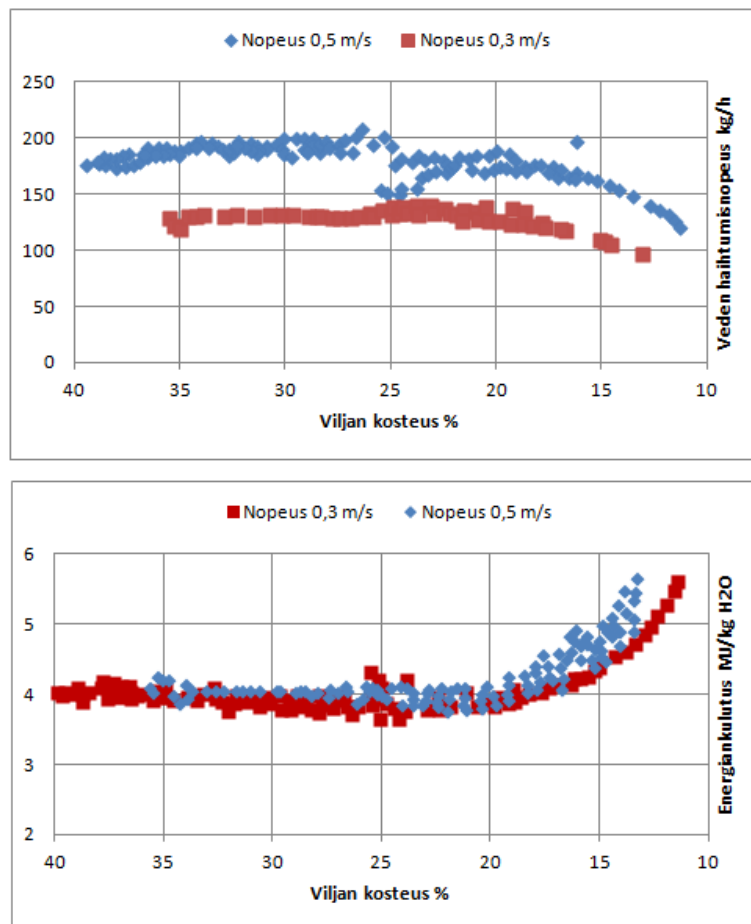 Nopeus 0,5 m/s Nopeus 0,3 m/s
250
200
150
100
50
0
40 35 30 25 20 15 10
Viljan kosteus %
Veden haihtumisnopeus kg/h
Nopeus 0,3 m/s Nopeus 0,5 m/s
6
5
4
3
2
40 35 30 25 20 15 10
Viljan kosteus %
Energiankulutus MJ/kg H2O